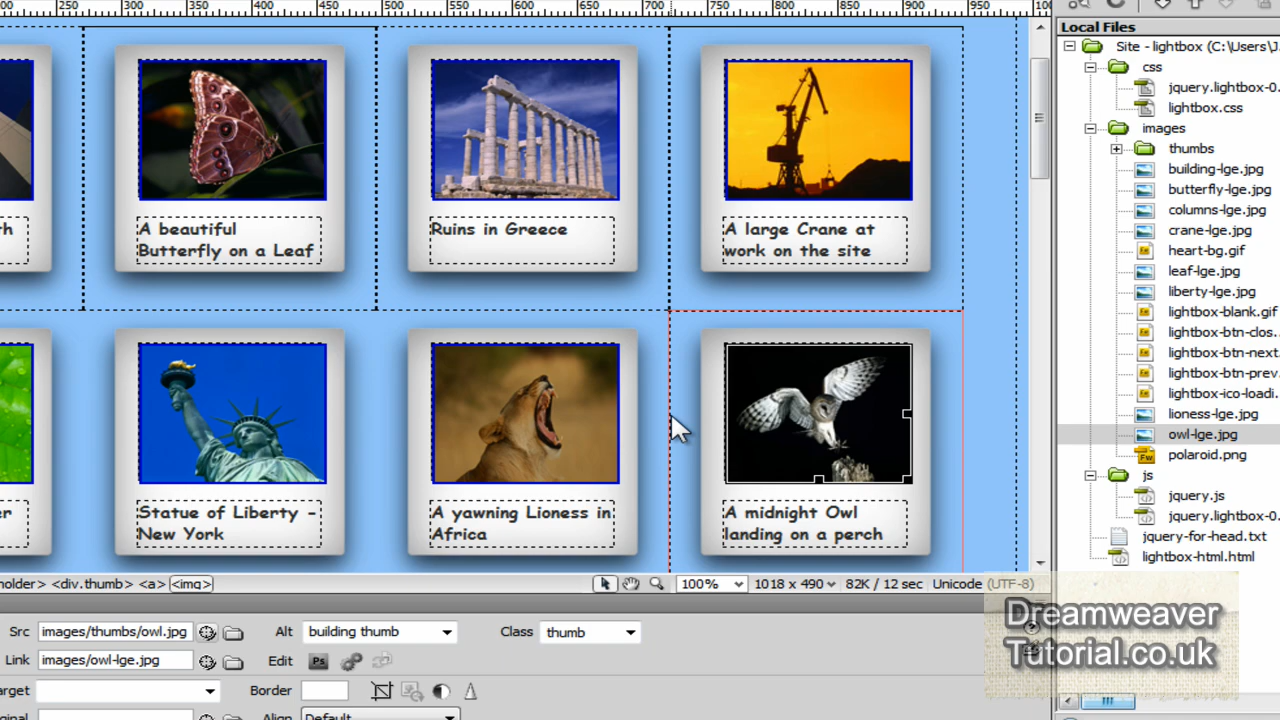 200 250 300 350 400 450 500 550 600 650 700 750 800 850 900 950 100
Local Files
Site - lightbox (C:\Users\J
css
jquery.lightbox-0.
lightbox.css
images
thumbs
building-lge.jpg
butterfly-lge.jpg
columns-lge.jpg
crane-lge.jpg
heart-bg.gif
leaf-lge.jpg
liberty-lge.jpg
lightbox-blank.gif
lightbox-btn-clos..
lightbox-btn-next
lightbox-btn-prev.
lightbox-ico-loadi..
lioness-lge.jpg
owl-lge.jpg
polaroid.png
js
jquery.js
jquery.lightbox-0.
jquery-for-head.txt
lightbox-html.html
th
A beautiful
Butterfly on a Leaf
Ruins in Greece
A large Crane at
work on the site
er
Statue of Liberty -
New York
A yawning Lioness in
Africa
A midnight Owl
landing on a perch
holder> <div.thumb> <a> <img>
100% 1018 x 490 82K / 12 sec Unicode (UTF-8)
Src images/thumbs/owl.jpg Alt building thumb Class thumb
Link images/owl-lge.jpg Edit Ps
arget Border
iginal Align Default
Dreamweaver
Tutorial.co.uk